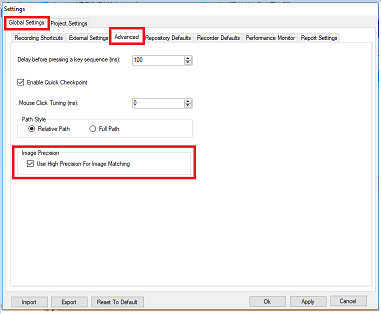 Settings
Global Settings Project Settings
Recording Shortcuts External Settings Advanced Repository Defaults Recorder Defaults Performance Monitor Report Settings
Delay before pressing a key sequence (ms): 100
Enable Quick Checkpoint
Mouse Click Tuning (ms): 0
Path Style
Relative Path Full Path
Image Precision
Use High Precision For Image Matching
Import Export Reset To Default Ok Apply Cancel